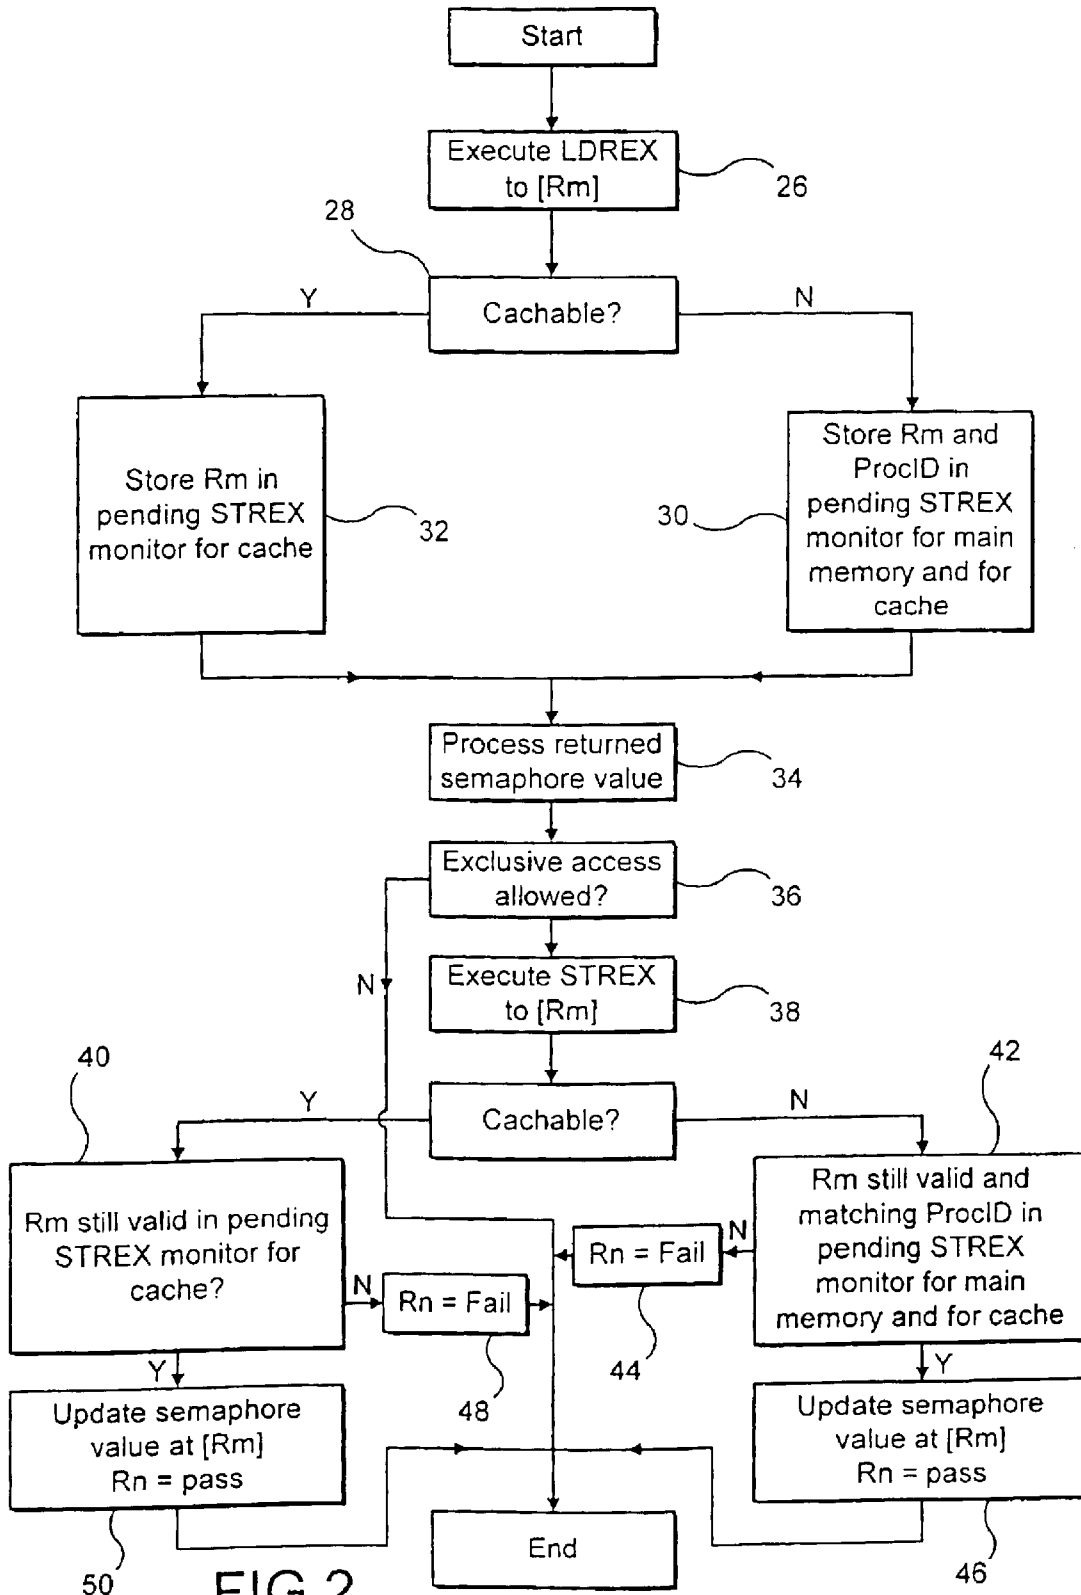 Start
Execute LDREX
to [Rm]
26
28
Cachable?
Y
N
Store Rm in
pending STREX
monitor for cache
32
Store Rm and
ProcID in
pending STREX
monitor for main
memory and for
cache
30
Process returned
semaphore value
34
Exclusive access
allowed?
36
N
Execute STREX
to [Rm]
38
Cachable?
Y
N
40
42
Rm still valid in pending
STREX monitor for
cache?
N
Rn = Fail
48
Rm still valid and
matching ProcID in
pending STREX
monitor for main
memory and for cache
N
Rn = Fail
44
Y
Y
Update semaphore
value at [Rm]
Rn = pass
50
Update semaphore
value at [Rm]
Rn = pass
46
End
FIG.2